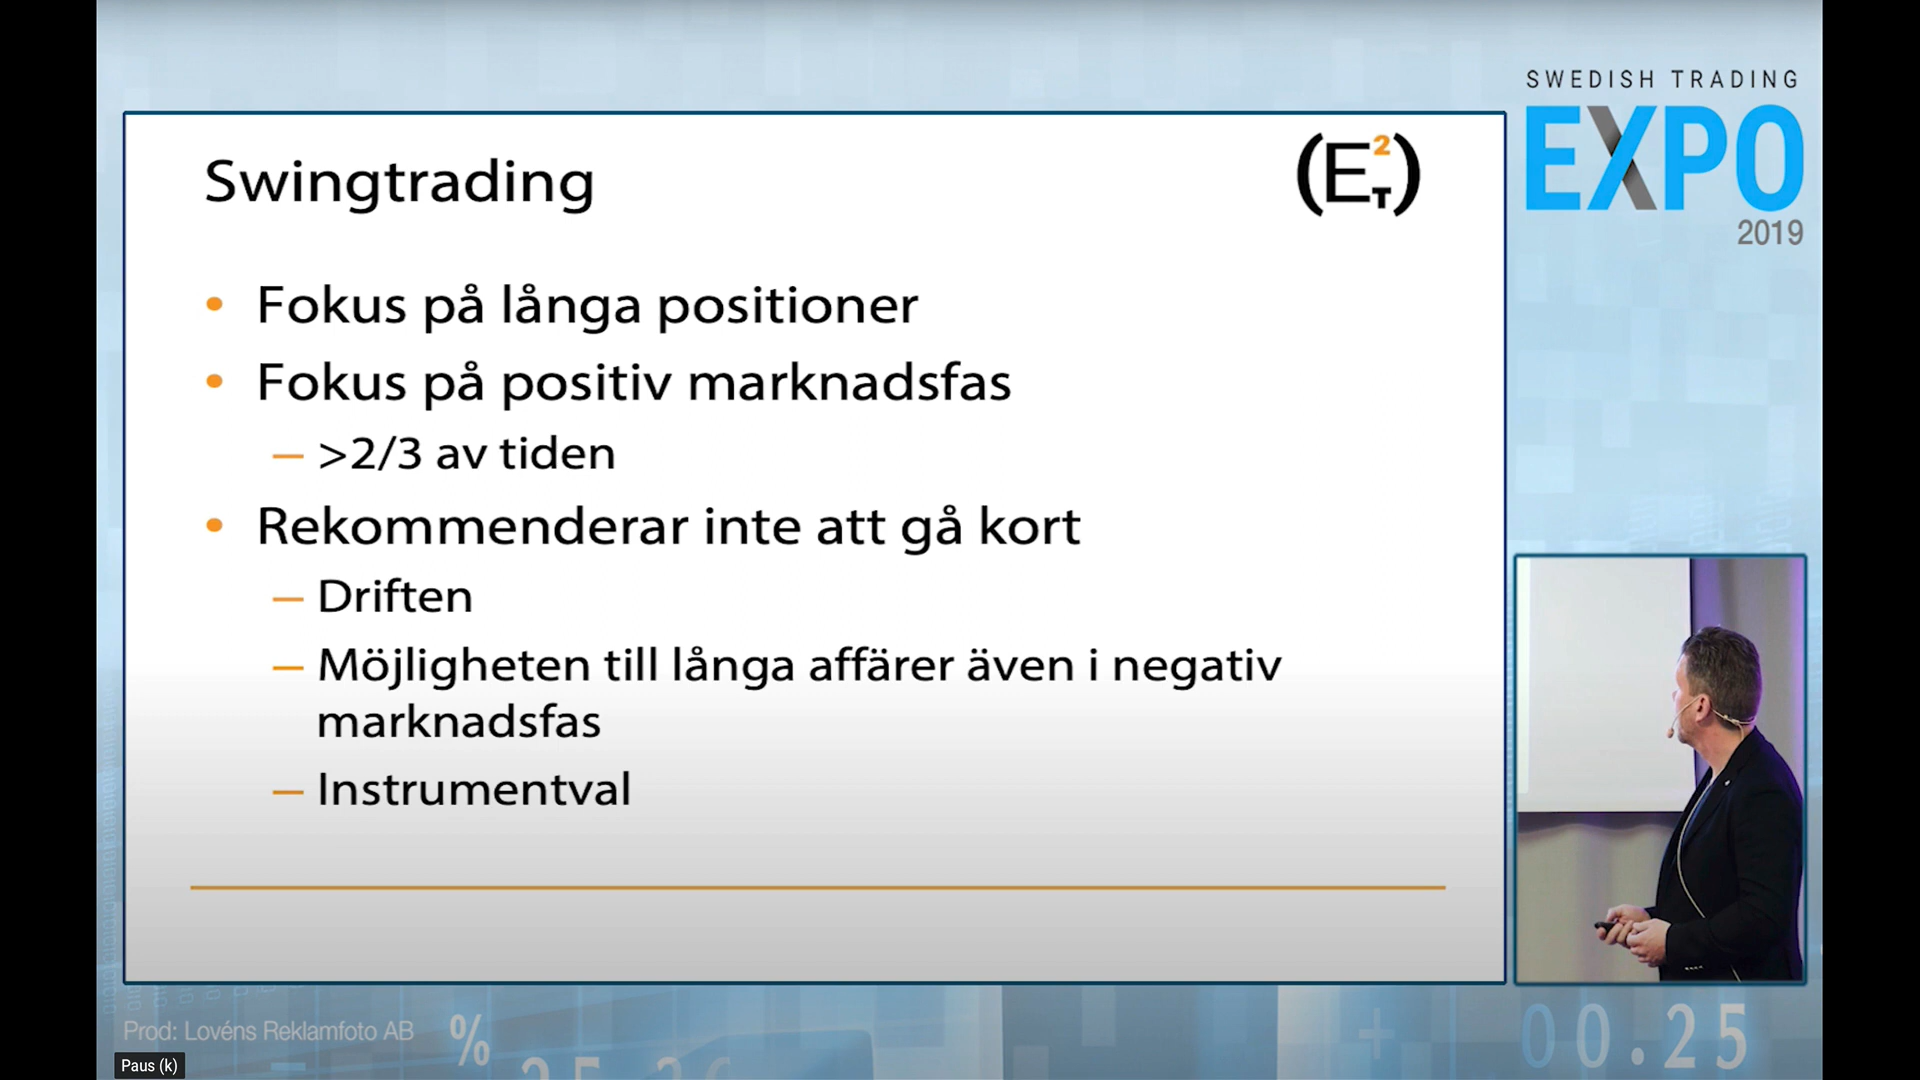 SWEDISH TRADING
EXPO
2019
Swingtrading
(E²T)
• Fokus på långa positioner
• Fokus på positiv marknadsfas
– >2/3 av tiden
• Rekommenderar inte att gå kort
– Driften
– Möjligheten till långa affärer även i negativ
marknadsfas
– Instrumentval
Prod: Lovéns Reklamfoto AB
%
00.25
Paus (k)